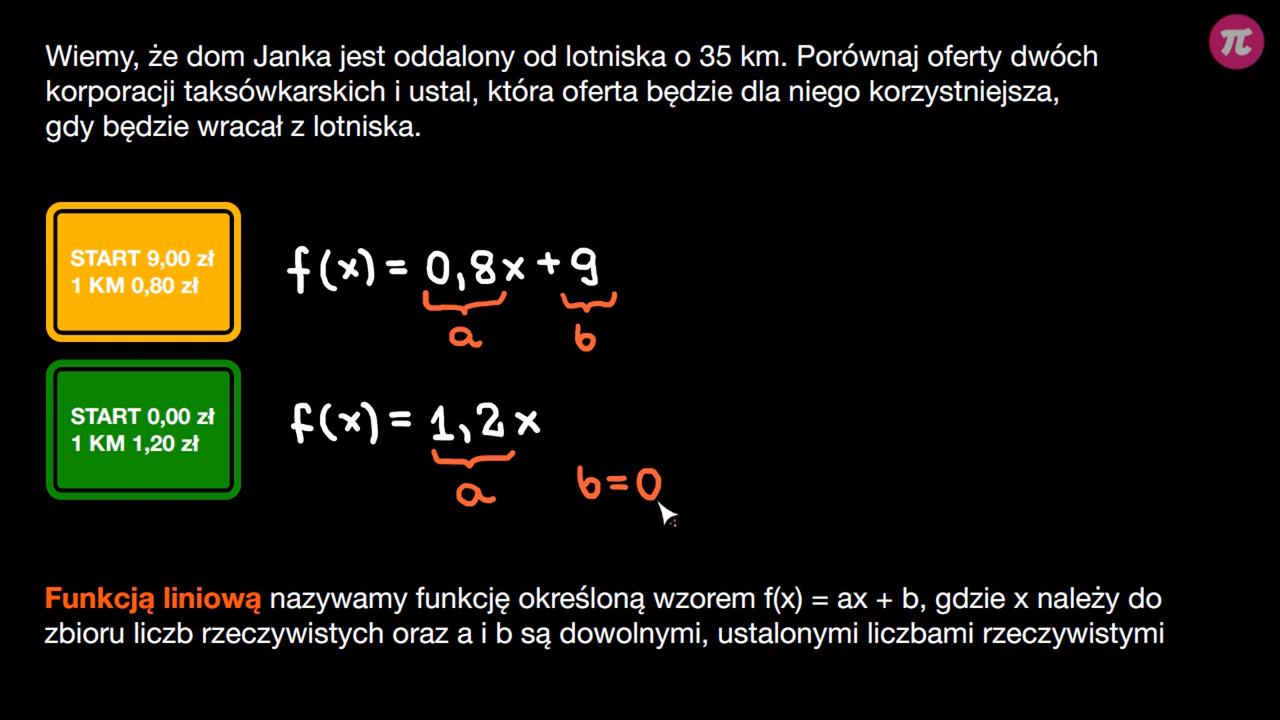 π
Wiemy, że dom Janka jest oddalony od lotniska o 35 km. Porównaj oferty dwóch
korporacji taksówkarskich i ustal, która oferta będzie dla niego korzystniejsza,
gdy będzie wracał z lotniska.
START 9,00 zł
1 KM 0,80 zł
f(x) = 0,8x + 9
a b
START 0,00 zł
1 KM 1,20 zł
f(x) = 1,2x
a b = 0
Funkcją liniową nazywamy funkcję określoną wzorem f(x) = ax + b, gdzie x należy do
zbioru liczb rzeczywistych oraz a i b są dowolnymi, ustalonymi liczbami rzeczywistymi